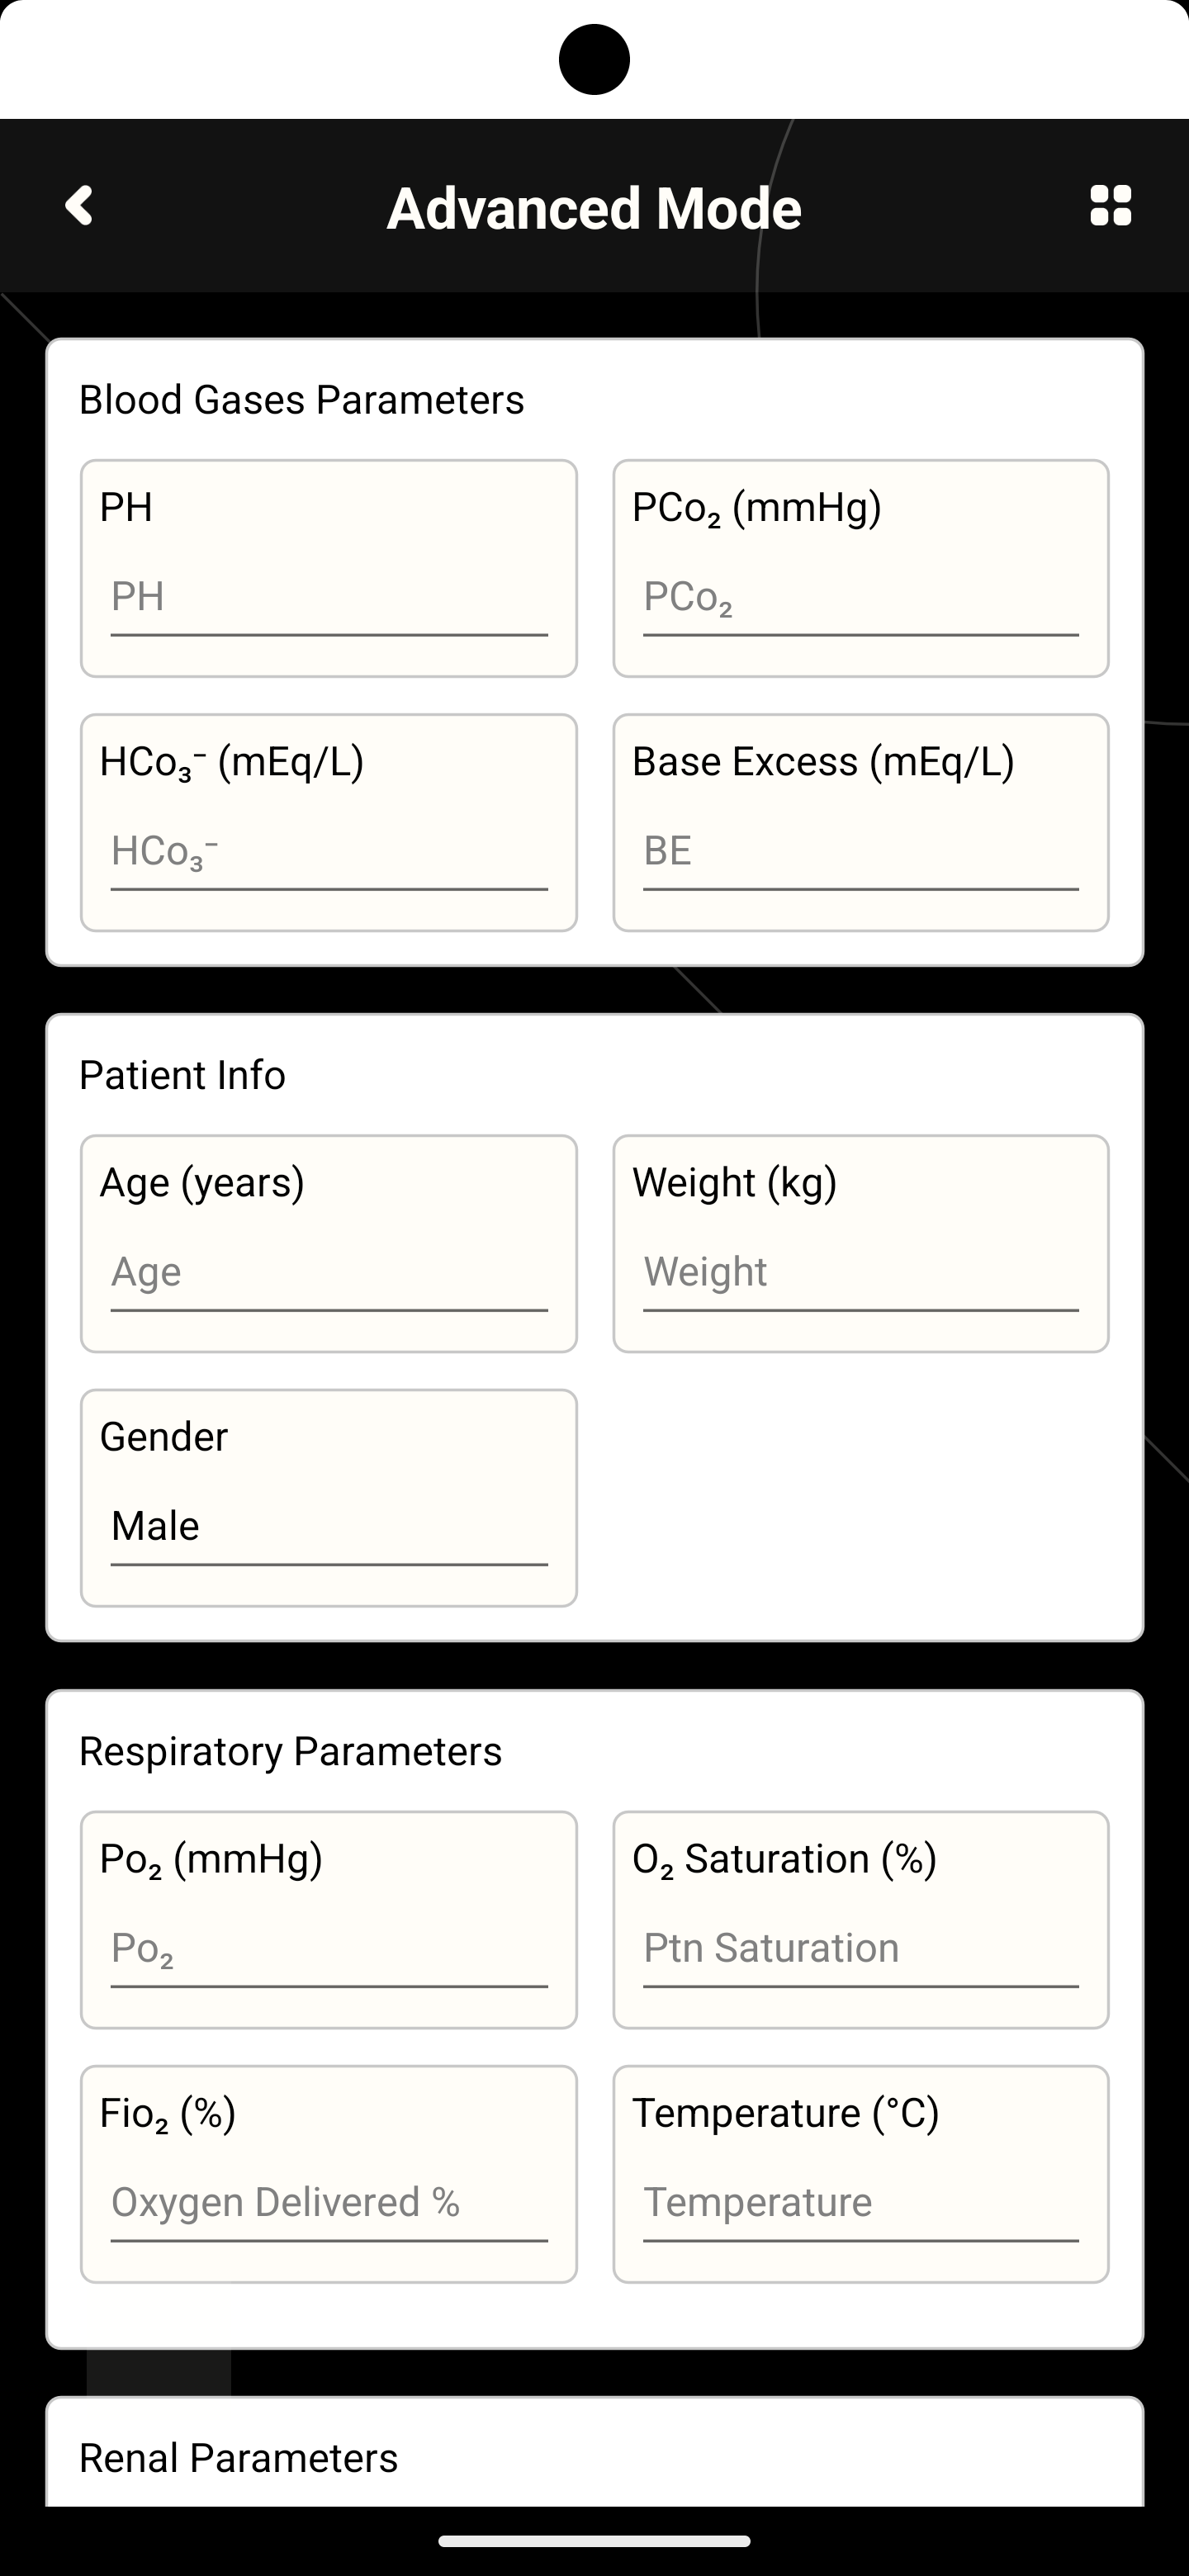 Advanced Mode
Blood Gases Parameters
PH
PH
PCo₂ (mmHg)
PCo₂
HCo₃⁻ (mEq/L)
HCo₃⁻
Base Excess (mEq/L)
BE
Patient Info
Age (years)
Age
Weight (kg)
Weight
Gender
Male
Respiratory Parameters
Po₂ (mmHg)
Po₂
O₂ Saturation (%)
Ptn Saturation
Fio₂ (%)
Oxygen Delivered %
Temperature (°C)
Temperature
Renal Parameters